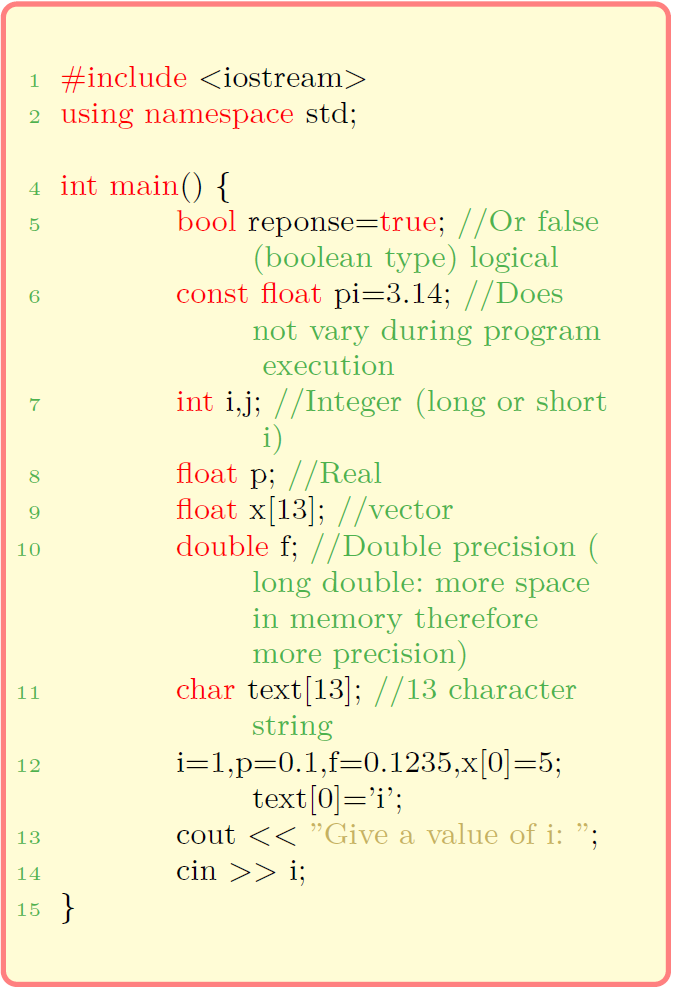 1 #include <iostream>
2 using namespace std;
4 int main() {
5 bool reponse=true; //Or false
(boolean type) logical
6 const float pi=3.14; //Does
not vary during program
execution
7 int i,j; //Integer (long or short
i)
8 float p; //Real
9 float x[13]; //vector
10 double f; //Double precision (
long double: more space
in memory therefore
more precision)
11 char text[13]; //13 character
string
12 i=1,p=0.1,f=0.1235,x[0]=5;
text[0]='i';
13 cout << "Give a value of i: ";
14 cin >> i;
15 }